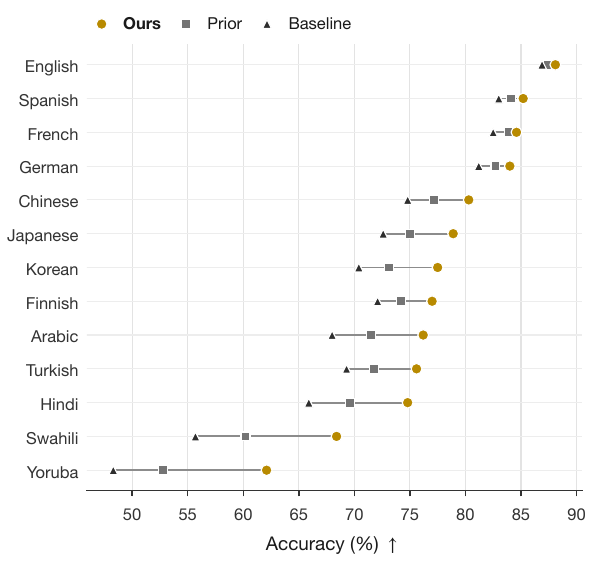 Ours Prior Baseline
English
Spanish
French
German
Chinese
Japanese
Korean
Finnish
Arabic
Turkish
Hindi
Swahili
Yoruba
50 55 60 65 70 75 80 85 90
Accuracy (%) ↑